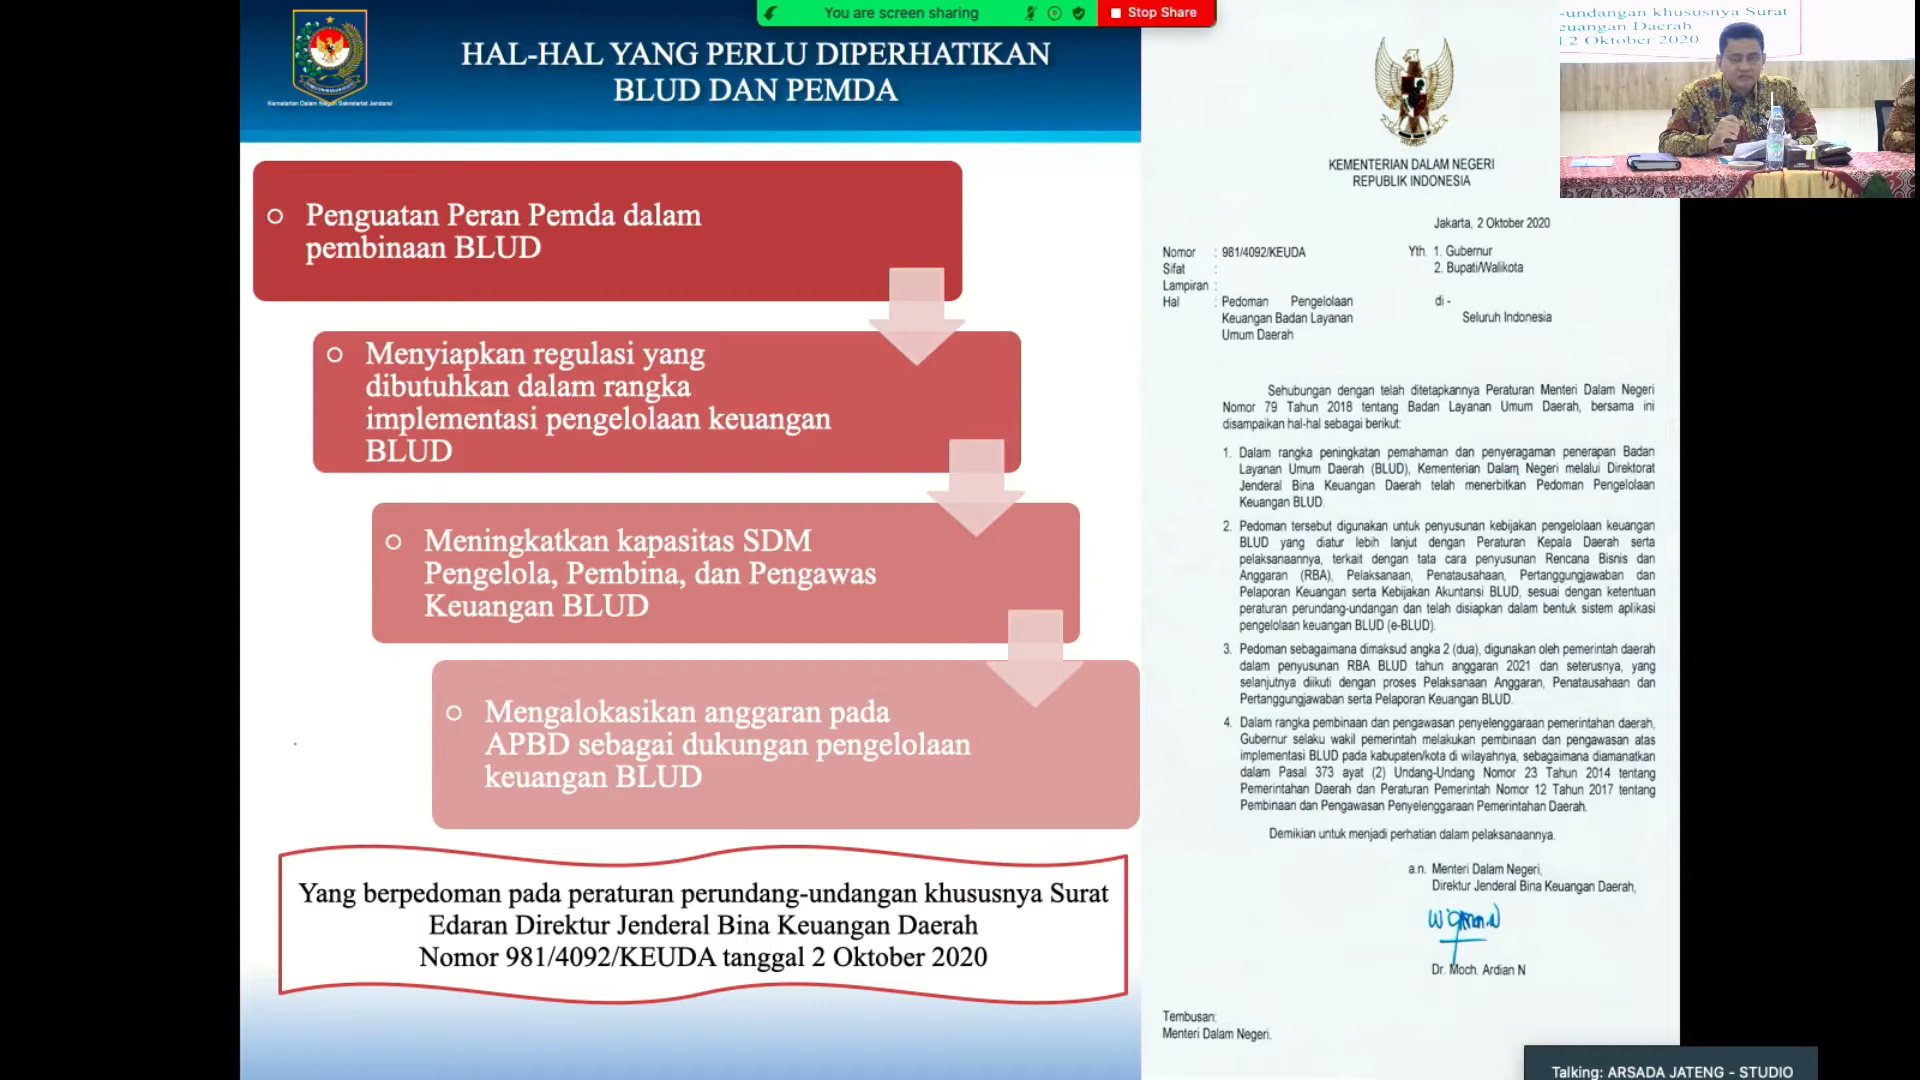 You are screen sharing
Stop Share
Kementerian Dalam Negeri Sekretariat Jenderal
HAL-HAL YANG PERLU DIPERHATIKAN
BLUD DAN PEMDA
Penguatan Peran Pemda dalam
pembinaan BLUD
Menyiapkan regulasi yang
dibutuhkan dalam rangka
implementasi pengelolaan keuangan
BLUD
Meningkatkan kapasitas SDM
Pengelola, Pembina, dan Pengawas
Keuangan BLUD
Mengalokasikan anggaran pada
APBD sebagai dukungan pengelolaan
keuangan BLUD
Yang berpedoman pada peraturan perundang-undangan khususnya Surat
Edaran Direktur Jenderal Bina Keuangan Daerah
Nomor 981/4092/KEUDA tanggal 2 Oktober 2020
KEMENTERIAN DALAM NEGERI
REPUBLIK INDONESIA
Jakarta, 2 Oktober 2020
Nomor : 981/4092/KEUDA
Sifat :
Lampiran :
Hal : Pedoman Pengelolaan
Keuangan Badan Layanan
Umum Daerah
Yth. 1. Gubernur
2. Bupati/Walikota
di -
Seluruh Indonesia
Sehubungan dengan telah ditetapkannya Peraturan Menteri Dalam Negeri
Nomor 79 Tahun 2018 tentang Badan Layanan Umum Daerah, bersama ini
disampaikan hal-hal sebagai berikut:
1. Dalam rangka peningkatan pemahaman dan penyeragaman penerapan Badan
Layanan Umum Daerah (BLUD), Kementerian Dalam Negeri melalui Direktorat
Jenderal Bina Keuangan Daerah telah menerbitkan Pedoman Pengelolaan
Keuangan BLUD.
2. Pedoman tersebut digunakan untuk penyusunan kebijakan pengelolaan keuangan
BLUD yang diatur lebih lanjut dengan Peraturan Kepala Daerah serta
pelaksanaannya, terkait dengan tata cara penyusunan Rencana Bisnis dan
Anggaran (RBA), Pelaksanaan, Penatausahaan, Pertanggungjawaban dan
Pelaporan Keuangan serta Kebijakan Akuntansi BLUD, sesuai dengan ketentuan
peraturan perundang-undangan dan telah disiapkan dalam bentuk sistem aplikasi
pengelolaan keuangan BLUD (e-BLUD).
3. Pedoman sebagaimana dimaksud angka 2 (dua), digunakan oleh pemerintah daerah
dalam penyusunan RBA BLUD tahun anggaran 2021 dan seterusnya, yang
selanjutnya diikuti dengan proses Pelaksanaan Anggaran, Penatausahaan dan
Pertanggungjawaban serta Pelaporan Keuangan BLUD.
4. Dalam rangka pembinaan dan pengawasan penyelenggaraan pemerintahan daerah,
Gubernur selaku wakil pemerintah melakukan pembinaan dan pengawasan atas
implementasi BLUD pada kabupaten/kota di wilayahnya, sebagaimana diamanatkan
dalam Pasal 373 ayat (2) Undang-Undang Nomor 23 Tahun 2014 tentang
Pemerintahan Daerah dan Peraturan Pemerintah Nomor 12 Tahun 2017 tentang
Pembinaan dan Pengawasan Penyelenggaraan Pemerintahan Daerah.
Demikian untuk menjadi perhatian dalam pelaksanaannya.
a.n. Menteri Dalam Negeri,
Direktur Jenderal Bina Keuangan Daerah,
Dr. Moch. Ardian N
Tembusan:
Menteri Dalam Negeri.
-undangan khususnya Surat
euangan Daerah
2 Oktober 2020
Talking: ARSADA JATENG - STUDIO